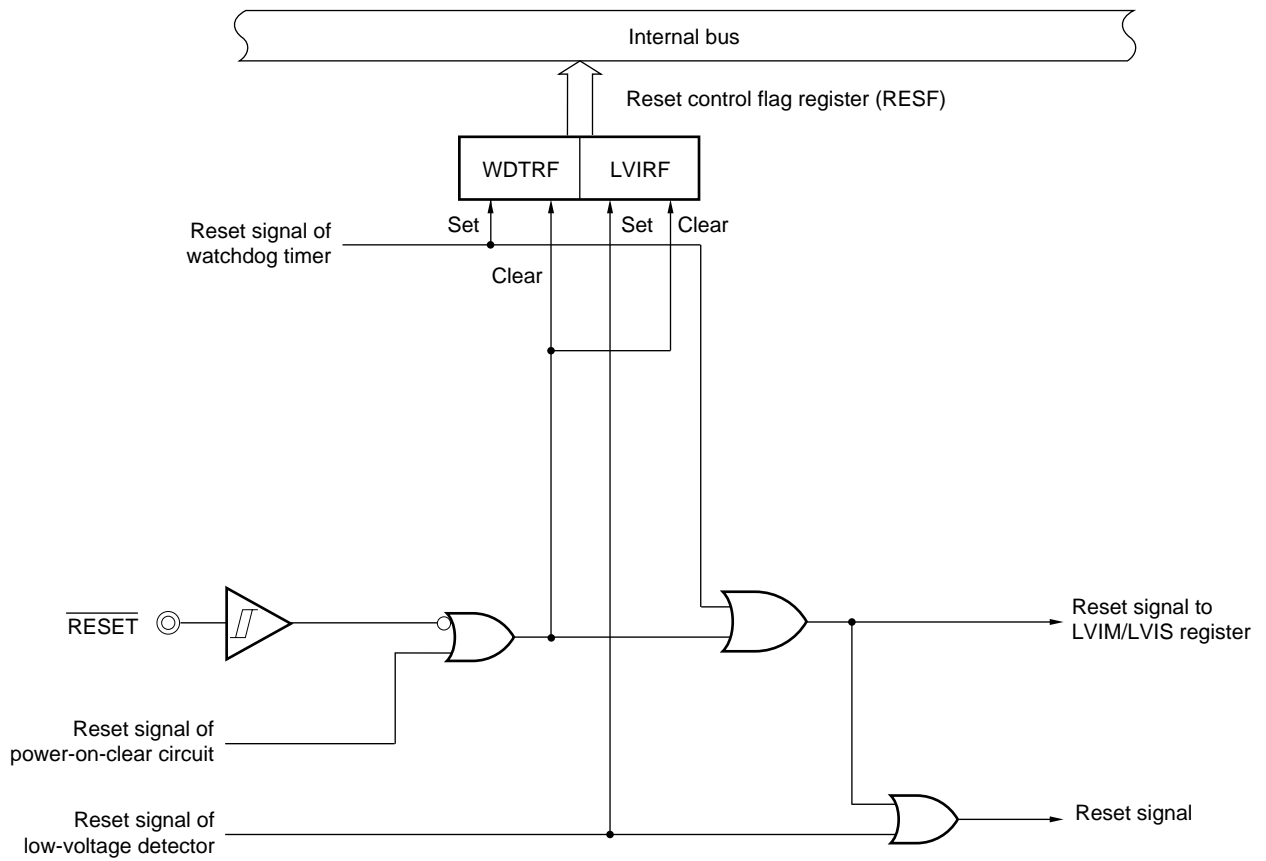 Internal bus
Reset control flag register (RESF)
WDTRF
LVIRF
Set
Set
Clear
Reset signal of
watchdog timer
Clear
RESET
Reset signal to
LVIM/LVIS register
Reset signal of
power-on-clear circuit
Reset signal of
low-voltage detector
Reset signal